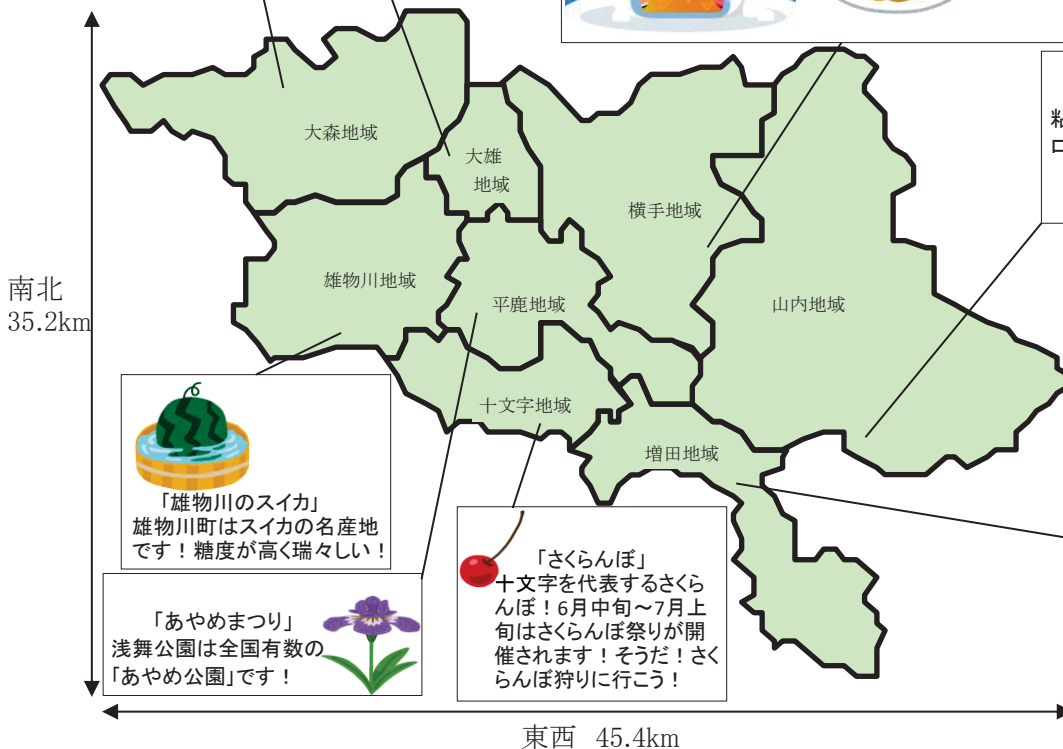 粘
ロ
大森地域
大雄
地域
横手地域
雄物川地域
平鹿地域
山内地域
南北
35.2km
十文字地域
増田地域
「雄物川のスイカ」
雄物川町はスイカの名産地
です！糖度が高く瑞々しい！
「さくらんぼ」
十文字を代表するさくら
んぼ！6月中旬～7月上
旬はさくらんぼ祭りが開
催されます！そうだ！さく
らんぼ狩りに行こう！
「あやめまつり」
浅舞公園は全国有数の
「あやめ公園」です！
東西 45.4km